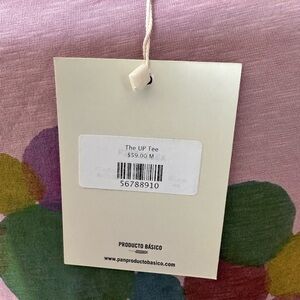 The UP Tee
$59.00 M
56788910
PRODUCTO BÁSICO
www.panproductobasico.com